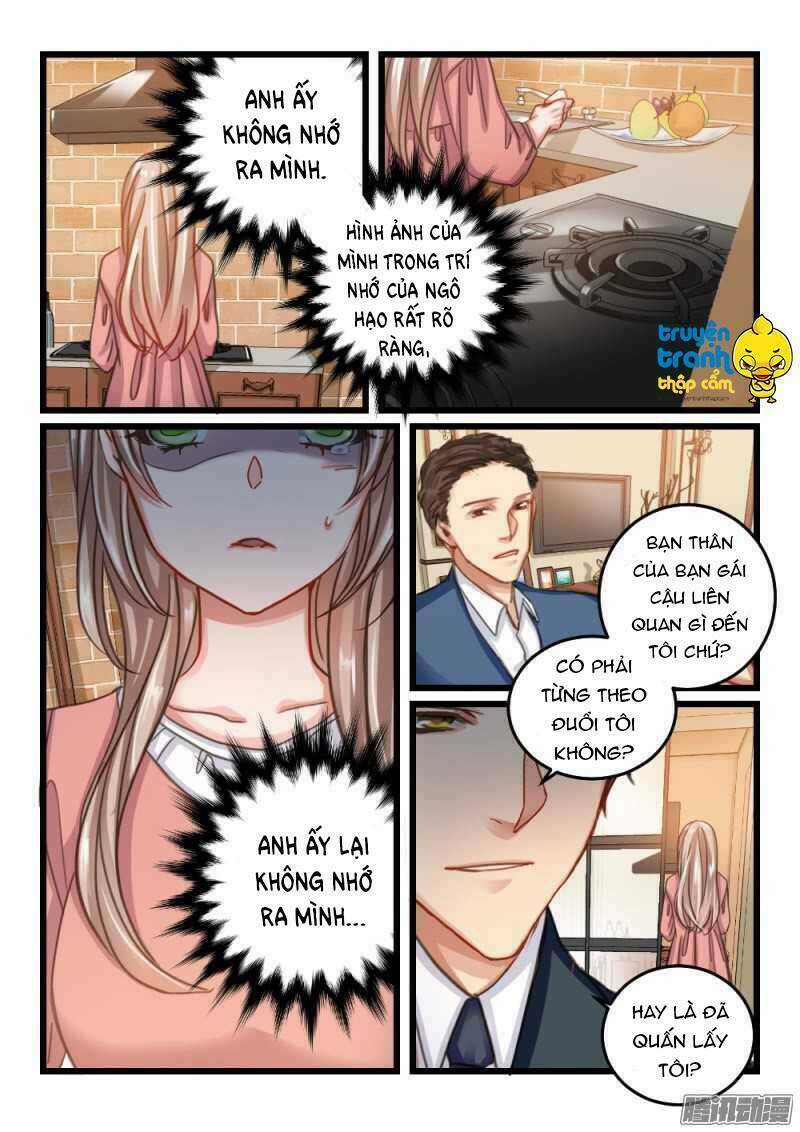 ANH ẤY
KHÔNG NHỚ
RA MÌNH.
HÌNH ẢNH CỦA
MÌNH TRONG TRÍ
NHỚ CỦA NGÔ
HẠO RẤT RÕ
RÀNG,
truyện
tranh
thập cẩm
ANH ẤY LẠI
KHÔNG NHỚ
RA MÌNH...
BẠN THÂN
CỦA BẠN GÁI
CẬU LIÊN
QUAN GÌ ĐẾN
TÔI CHỨ?
CÓ PHẢI
TỪNG THEO
ĐUỔI TÔI
KHÔNG?
HAY LÀ ĐÃ
QUẤN LẤY
TÔI?
腾讯动漫